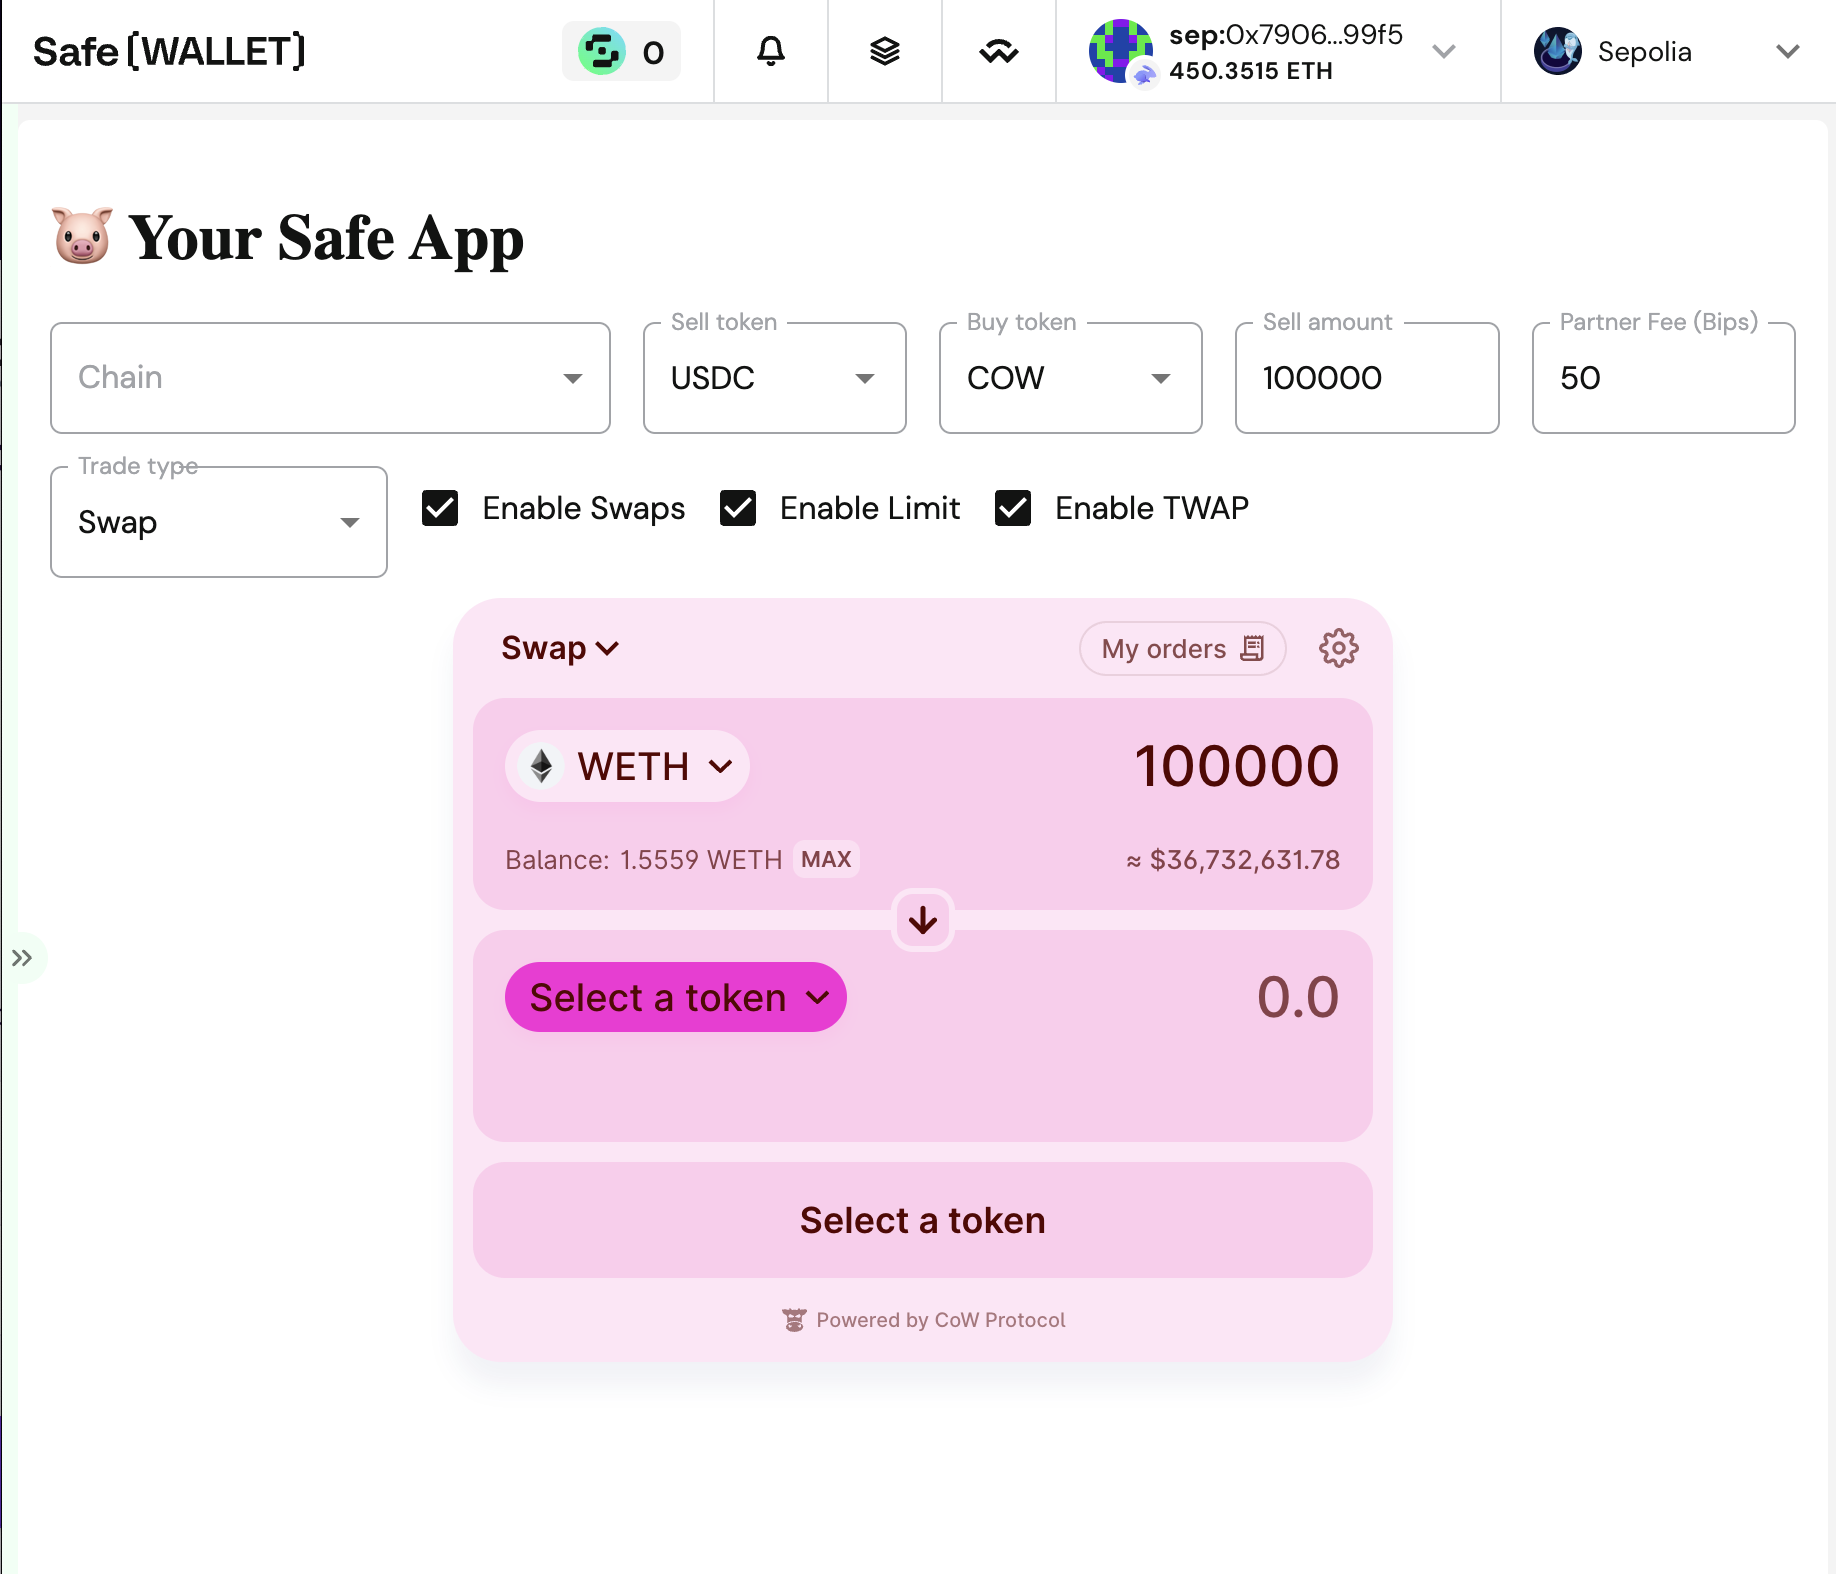 Safe[WALLET]
0
sep:0x7906...99f5
450.3515 ETH
Sepolia
Your Safe App
Chain
Sell token
USDC
Buy token
COW
Sell amount
100000
Partner Fee (Bips)
50
Trade type
Swap
Enable Swaps
Enable Limit
Enable TWAP
Swap
My orders
WETH
100000
Balance: 1.5559 WETH MAX
≈ $36,732,631.78
Select a token
0.0
Select a token
Powered by CoW Protocol